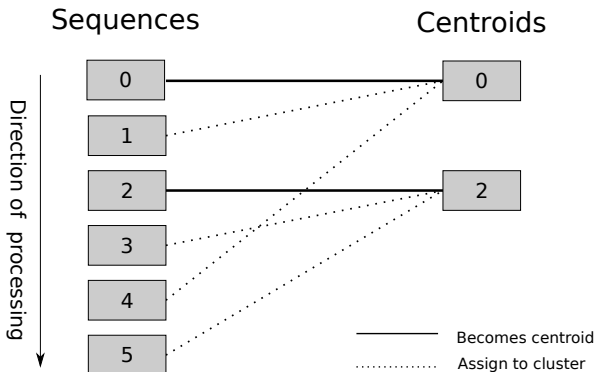 Sequences
Centroids
0
0
1
2
2
3
4
5
Direction of processing
Becomes centroid
Assign to cluster